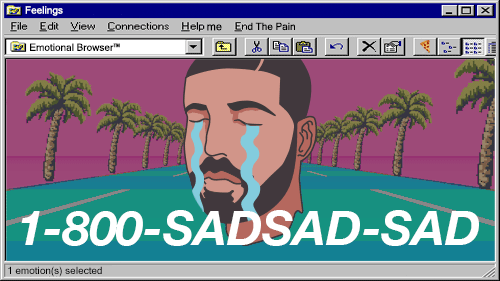 Feelings
File Edit View Connections Help me End The Pain
Emotional Browser™
1-800-SADSAD-SAD
1 emotion(s) selected